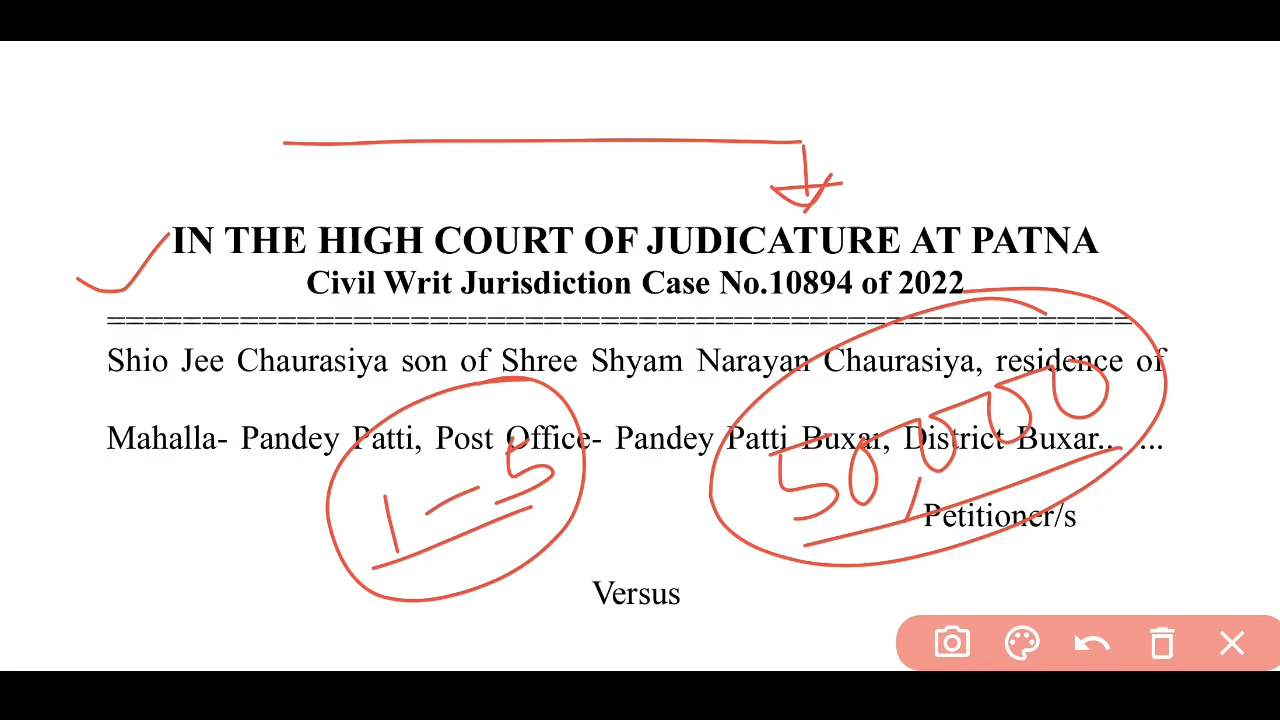 IN THE HIGH COURT OF JUDICATURE AT PATNA
Civil Writ Jurisdiction Case No.10894 of 2022
======================================================
Shio Jee Chaurasiya son of Shree Shyam Narayan Chaurasiya, residence of
Mahalla- Pandey Patti, Post Office- Pandey Patti Buxar, District Buxar.. ...
1-5
50,000
Petitioner/s
Versus